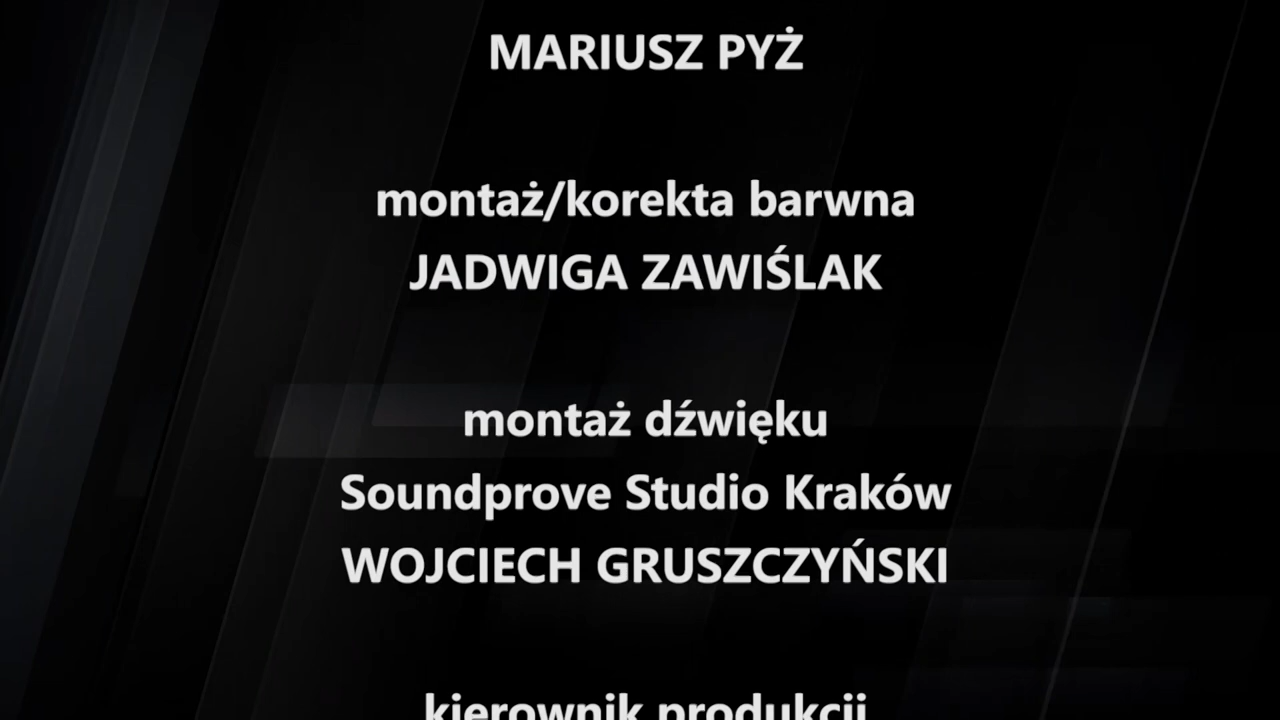 MARIUSZ PYŻ
montaż/korekta barwna
JADWIGA ZAWIŚLAK
montaż dźwięku
Soundprove Studio Kraków
WOJCIECH GRUSZCZYŃSKI
kierownik produkcji